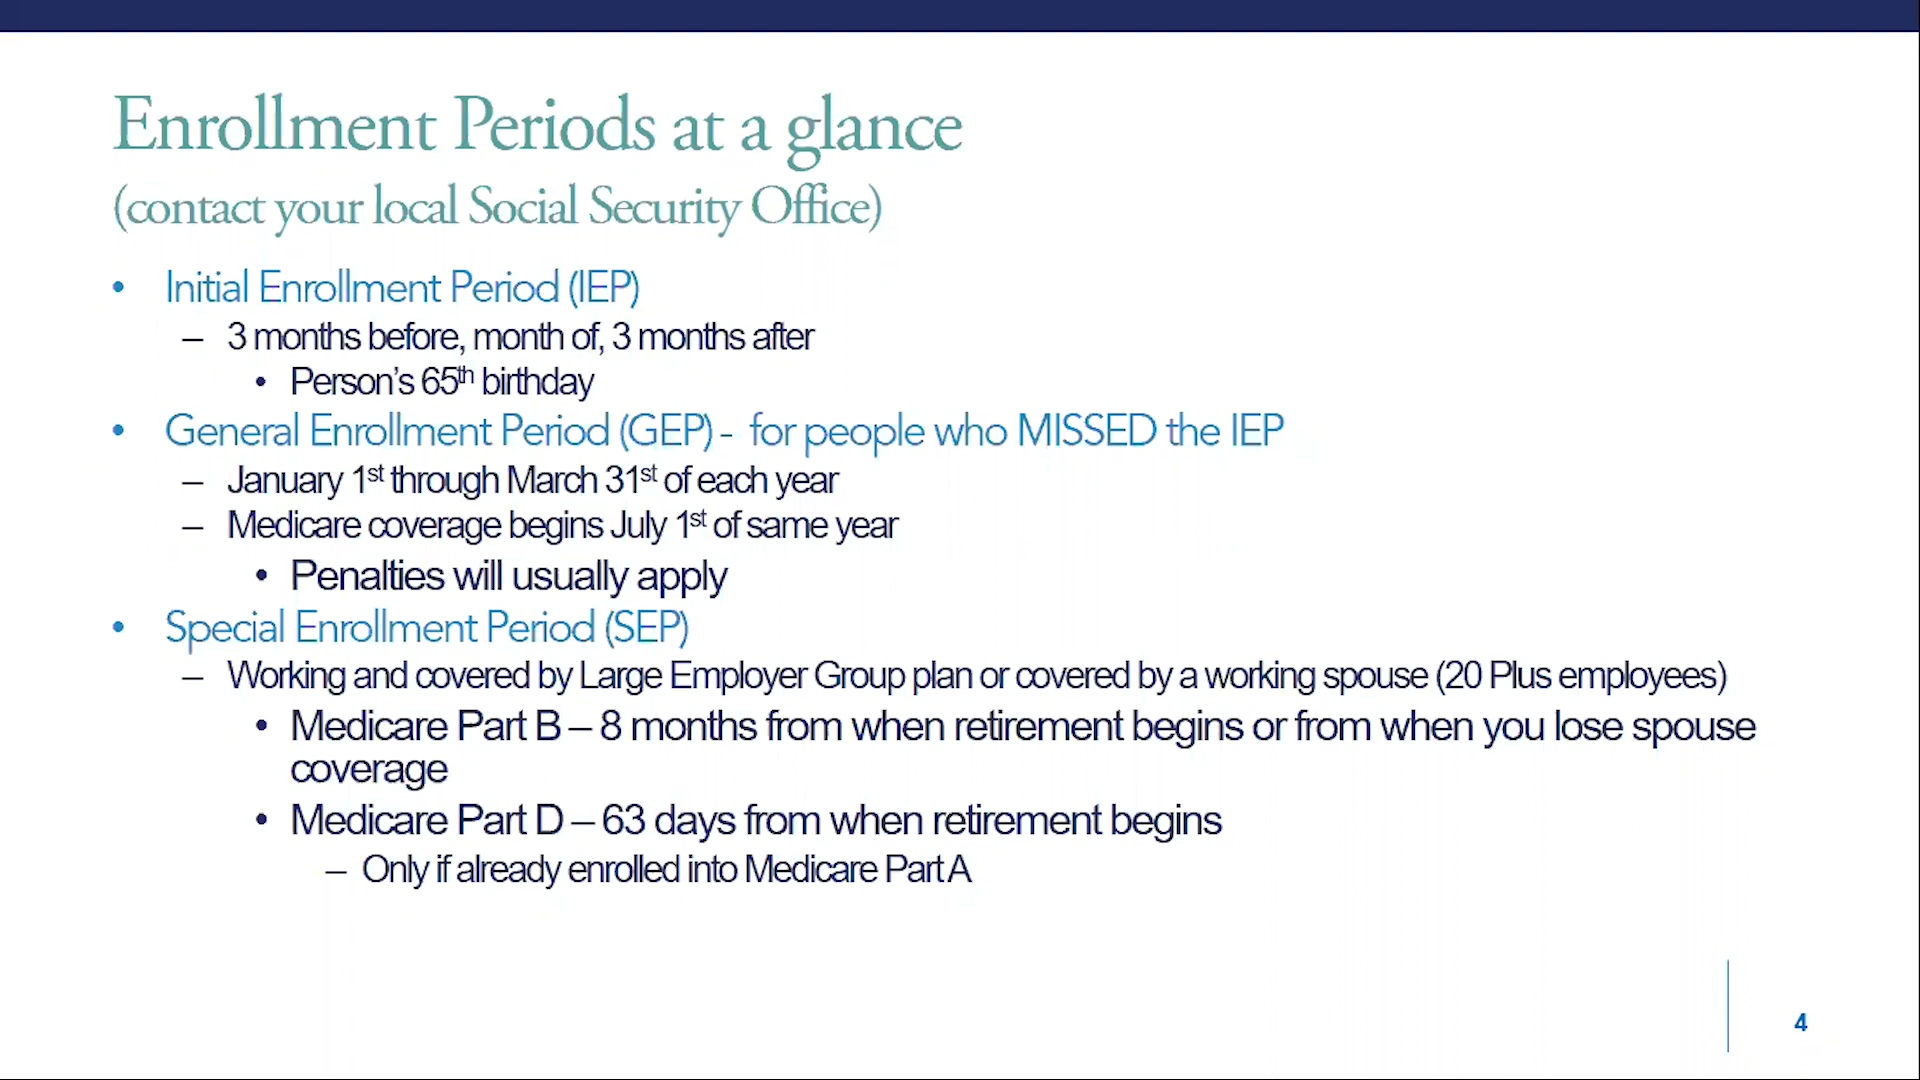 Enrollment Periods at a glance
(contact your local Social Security Office)
• Initial Enrollment Period (IEP)
– 3 months before, month of, 3 months after
• Person’s 65th birthday
• General Enrollment Period (GEP) - for people who MISSED the IEP
– January 1st through March 31st of each year
– Medicare coverage begins July 1st of same year
• Penalties will usually apply
• Special Enrollment Period (SEP)
– Working and covered by Large Employer Group plan or covered by a working spouse (20 Plus employees)
• Medicare Part B – 8 months from when retirement begins or from when you lose spouse
coverage
• Medicare Part D – 63 days from when retirement begins
– Only if already enrolled into Medicare Part A
4